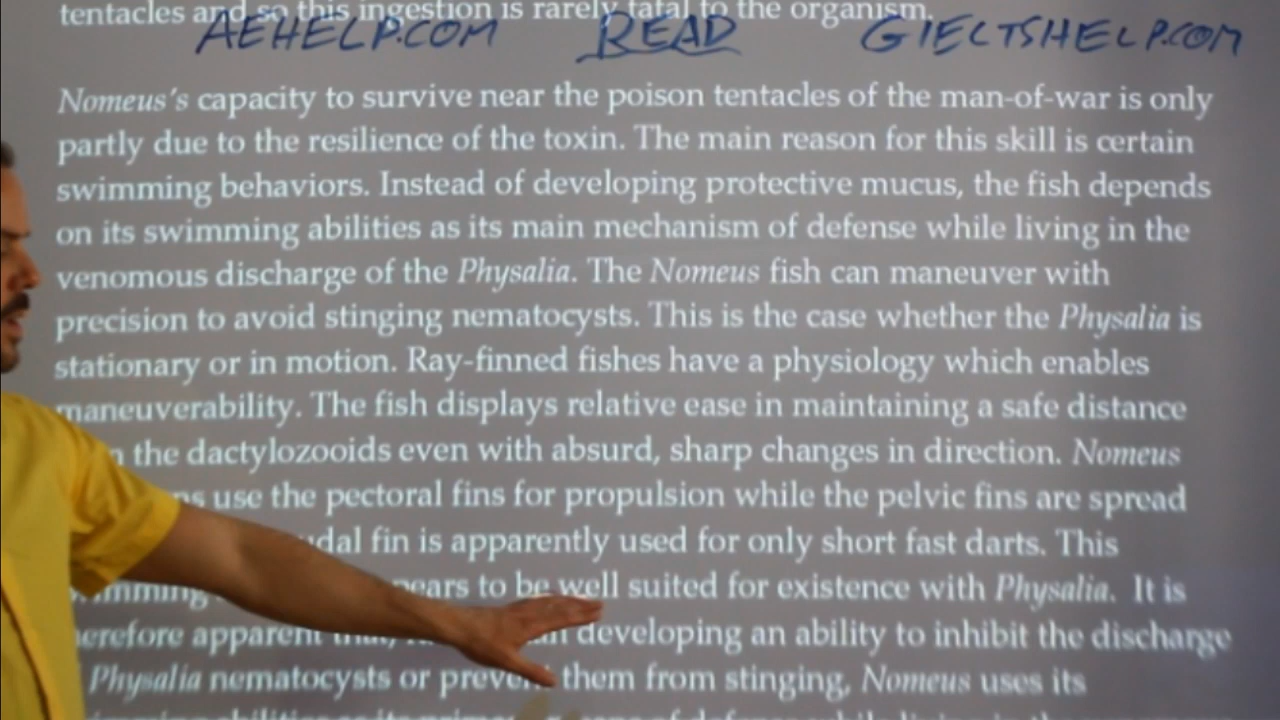 tentacles and so this ingestion is rarely fatal to the organism.
AEHELP.COM READ GIELTSHELP.COM
Nomeus's capacity to survive near the poison tentacles of the man-of-war is only
partly due to the resilience of the toxin. The main reason for this skill is certain
swimming behaviors. Instead of developing protective mucus, the fish depends
on its swimming abilities as its main mechanism of defense while living in the
venomous discharge of the Physalia. The Nomeus fish can maneuver with
precision to avoid stinging nematocysts. This is the case whether the Physalia is
stationary or in motion. Ray-finned fishes have a physiology which enables
maneuverability. The fish displays relative ease in maintaining a safe distance
the dactylozooids even with absurd, sharp changes in direction. Nomeus
use the pectoral fins for propulsion while the pelvic fins are spread
fin is apparently used for only short fast darts. This
to be well suited for existence with Physalia. It is
apparent developing an ability to inhibit the discharge
Physalia nematocysts or prevent them from stinging, Nomeus uses its